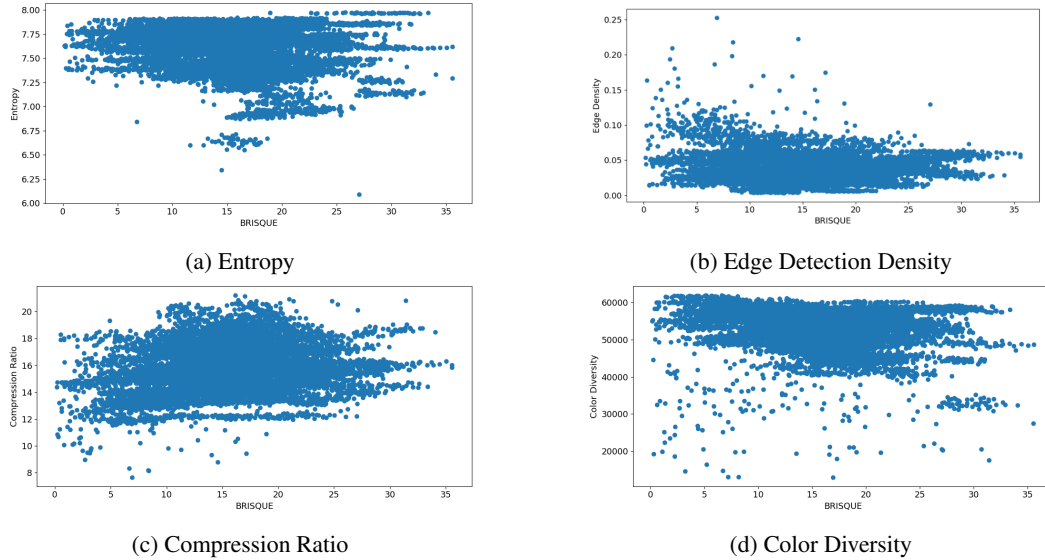 8.00
7.75
7.50
7.25
7.00
6.75
6.50
6.25
6.00
Entropy
0 5 10 15 20 25 30 35
BRISQUE
(a) Entropy
0.25
0.20
0.15
0.10
0.05
0.00
Edge Density
0 5 10 15 20 25 30 35
BRISQUE
(b) Edge Detection Density
20
18
16
14
12
10
8
Compression Ratio
0 5 10 15 20 25 30 35
BRISQUE
(c) Compression Ratio
60000
50000
40000
30000
20000
Color Diversity
0 5 10 15 20 25 30 35
BRISQUE
(d) Color Diversity